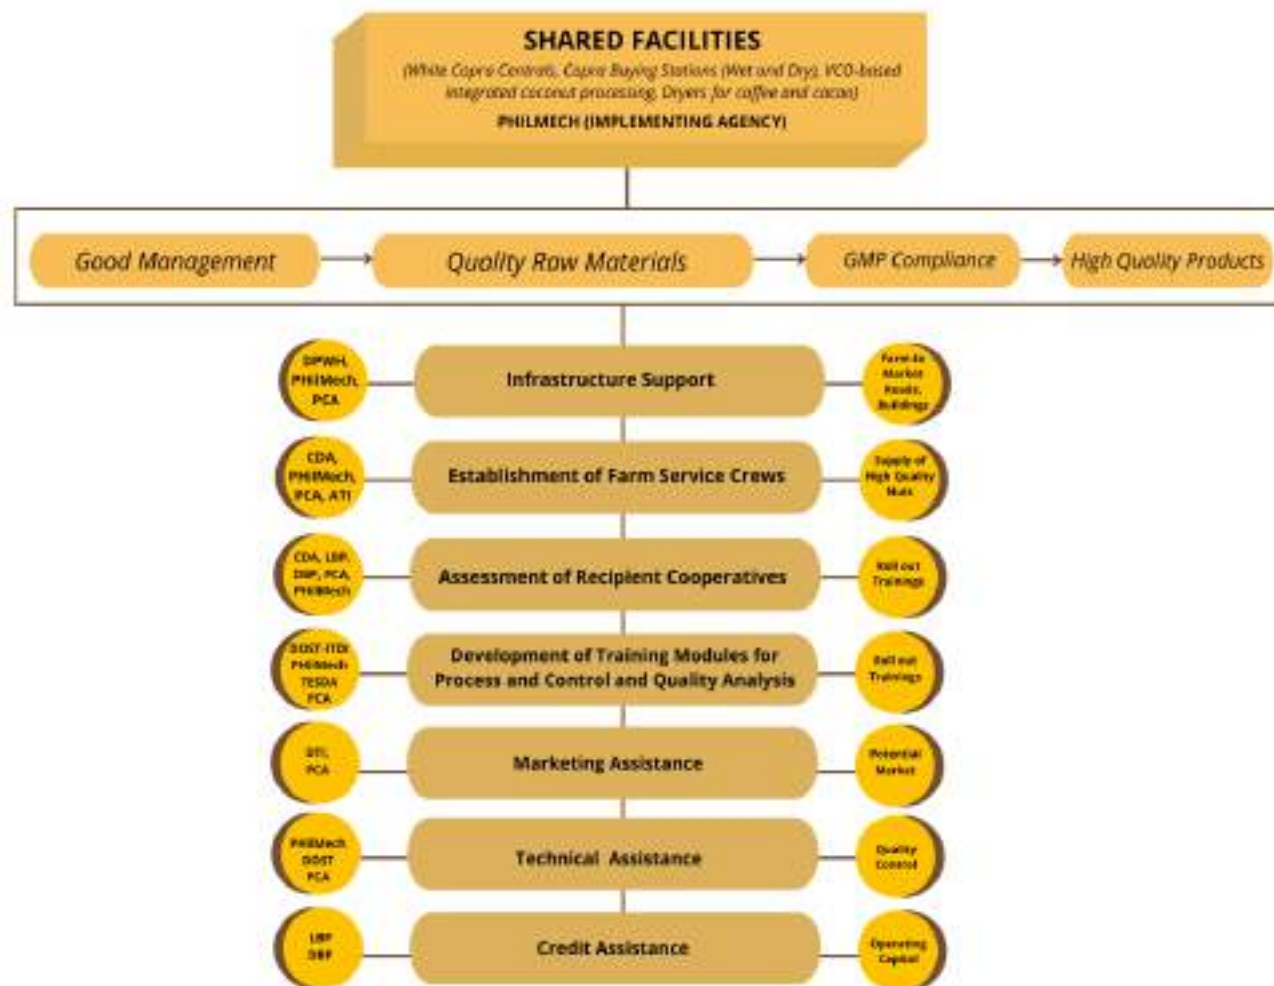 SHARED FACILITIES
(White Copra Centrals, Copra Buying Stations (Wet and Dry), VCO-based
integrated coconut processing, Dryers for coffee and cacao)
PHILMECH (IMPLEMENTING AGENCY)
Good Management
Quality Raw Materials
GMP Compliance
High Quality Products
DPWH,
PHilMech,
PCA
Infrastructure Support
Farm-to
Market
Roads,
Buildings
CDA,
PHilMech,
PCA, ATI
Establishment of Farm Service Crews
Supply of
High Quality
Nuts
CDA, LBP,
DBP, PCA,
PHilMech
Assessment of Recipient Cooperatives
Roll out
Trainings
DOST-ITDI
PHilMech
TESDA
PCA
Development of Training Modules for
Process and Control and Quality Analysis
Roll out
Trainings
DTI,
PCA
Marketing Assistance
Potential
Market
PHilMech
DOST
PCA
Technical Assistance
Quality
Control
LBP
DBP
Credit Assistance
Operating
Capital